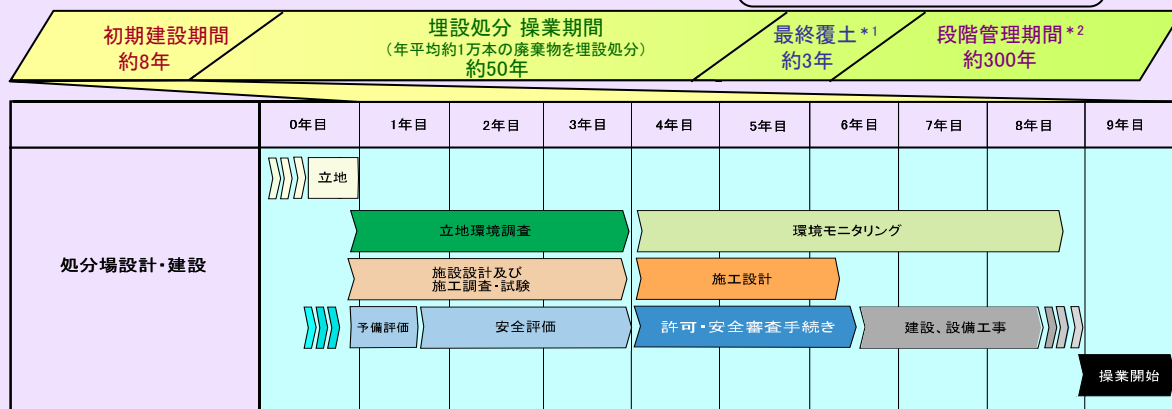 初期建設期間
約8年
埋設処分 操業期間
(年平均約1万本の廃棄物を埋設処分)
約50年
最終覆土*1
約3年
段階管理期間*2
約300年
0年目 1年目 2年目 3年目 4年目 5年目 6年目 7年目 8年目 9年目
処分場設計・建設
立地
立地環境調査
環境モニタリング
施設設計及び
施工調査・試験
施工設計
予備評価
安全評価
許可・安全審査手続き
建設、設備工事
操業開始